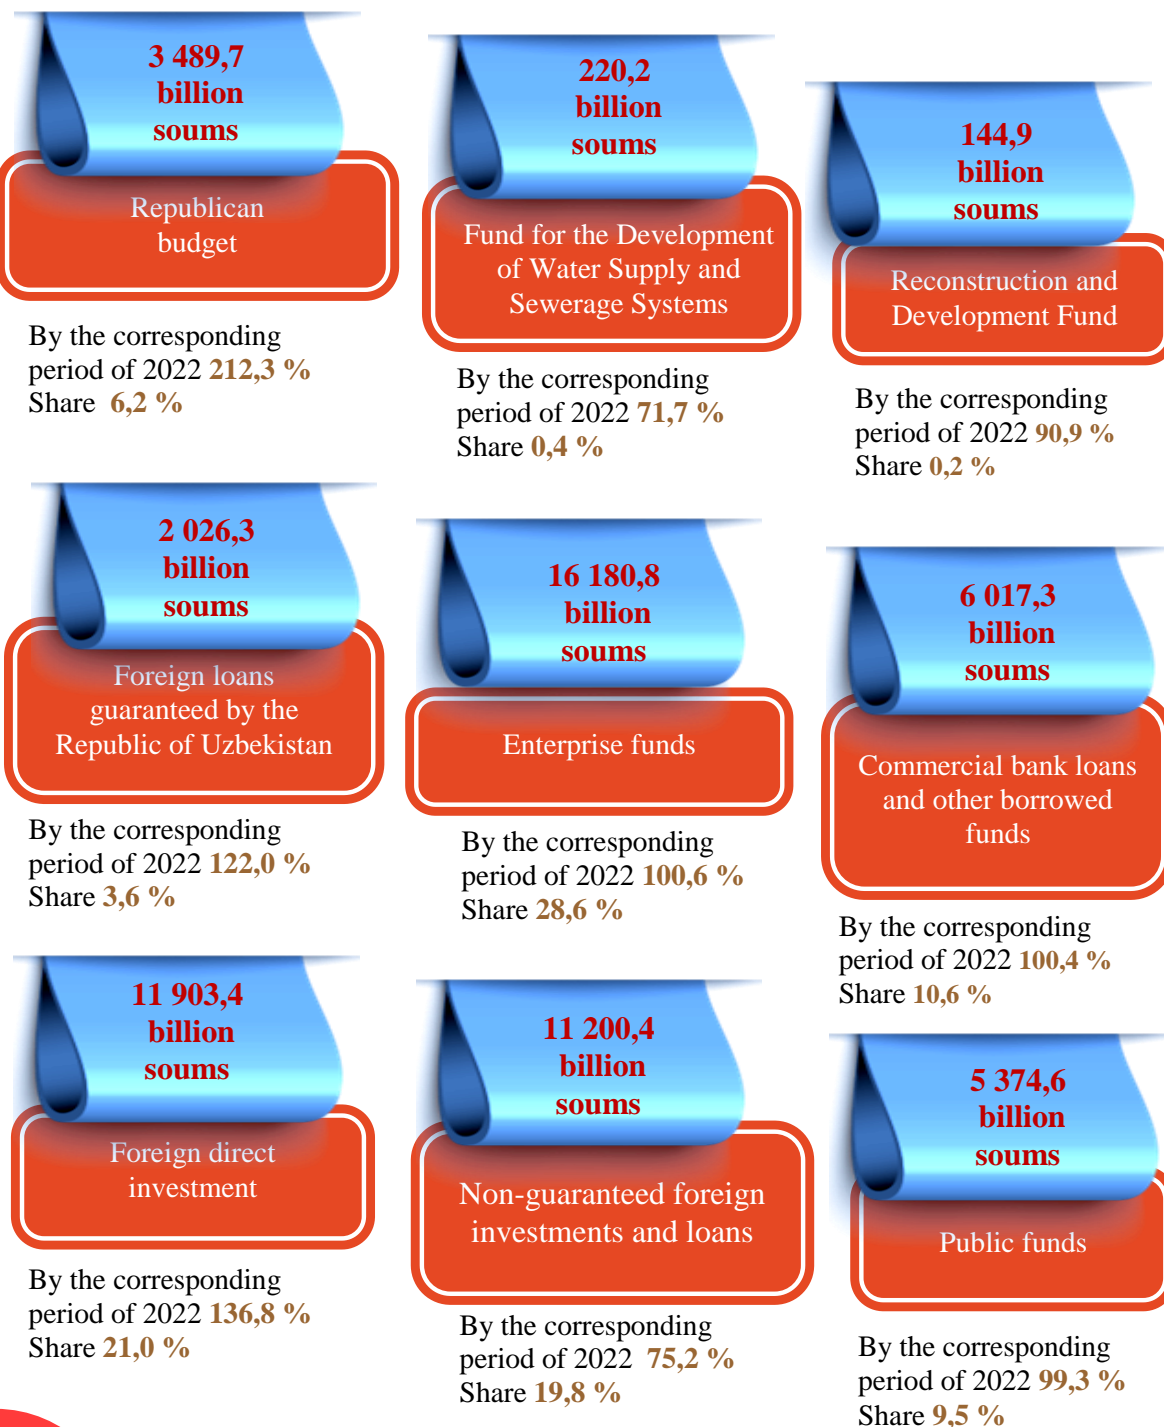 3 489,7
billion
soums
Republican
budget
By the corresponding
period of 2022 212,3 %
Share 6,2 %
220,2
billion
soums
Fund for the Development
of Water Supply and
Sewerage Systems
By the corresponding
period of 2022 71,7 %
Share 0,4 %
144,9
billion
soums
Reconstruction and
Development Fund
By the corresponding
period of 2022 90,9 %
Share 0,2 %
2 026,3
billion
soums
Foreign loans
guaranteed by the
Republic of Uzbekistan
By the corresponding
period of 2022 122,0 %
Share 3,6 %
16 180,8
billion
soums
Enterprise funds
By the corresponding
period of 2022 100,6 %
Share 28,6 %
6 017,3
billion
soums
Commercial bank loans
and other borrowed
funds
By the corresponding
period of 2022 100,4 %
Share 10,6 %
11 903,4
billion
soums
Foreign direct
investment
By the corresponding
period of 2022 136,8 %
Share 21,0 %
11 200,4
billion
soums
Non-guaranteed foreign
investments and loans
By the corresponding
period of 2022 75,2 %
Share 19,8 %
5 374,6
billion
soums
Public funds
By the corresponding
period of 2022 99,3 %
Share 9,5 %